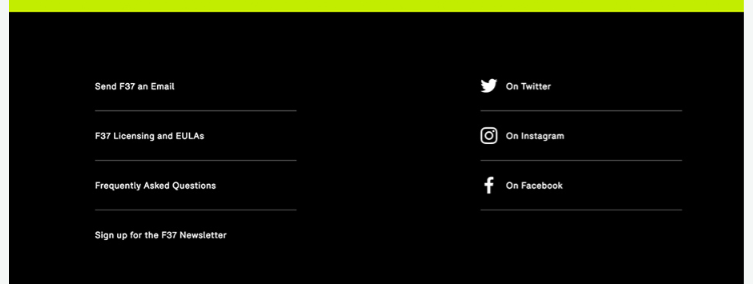 Send F37 an Email
F37 Licensing and EULAs
Frequently Asked Questions
Sign up for the F37 Newsletter
On Twitter
On Instagram
On Facebook